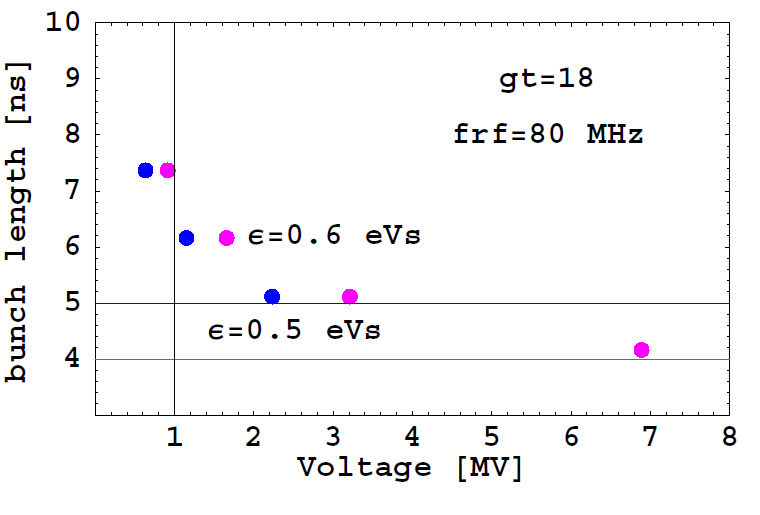 10
9
8
7
6
5
4
bunch length [ns]
gt=18
frf=80 MHz
ϵ=0.6 eVs
ϵ=0.5 eVs
1 2 3 4 5 6 7 8
Voltage [MV]